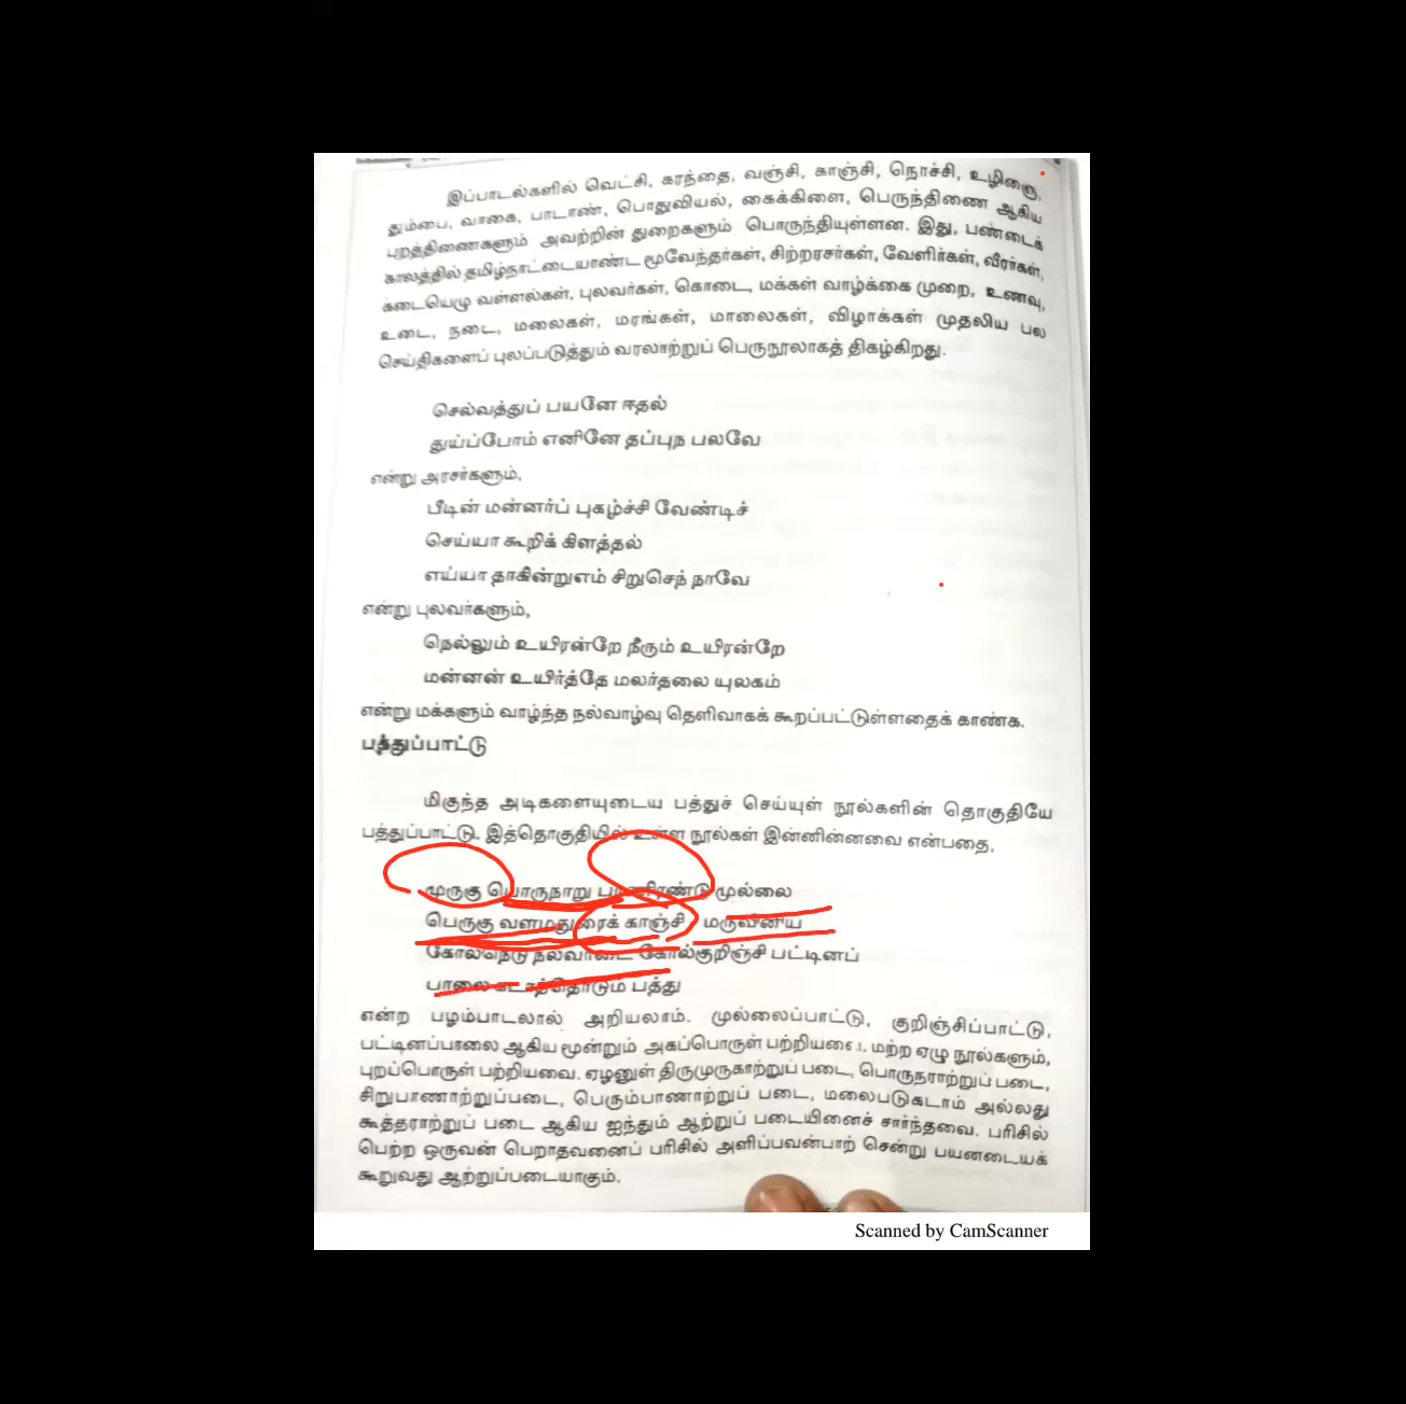 இப்பாடல்களில் வெட்சி, கரந்தை, வஞ்சி, காஞ்சி, நொச்சி, உழிஞை,
தும்பை, வாகை, பாடாண், பொதுவியல், கைக்கிளை, பெருந்திணை ஆகிய
புறத்திணைகளும் அவற்றின் துறைகளும் பொருந்தியுள்ளன. இது, பண்டைக்
காலத்தில் தமிழ்நாட்டையாண்ட மூவேந்தர்கள், சிற்றரசர்கள், வேளிர்கள், வீரர்கள்,
கடையெழு வள்ளல்கள், புலவர்கள், கொடை, மக்கள் வாழ்க்கை முறை, உணவு,
உடை, நடை, மலைகள், மரங்கள், மாலைகள், விழாக்கள் முதலிய பல
செய்திகளைப் புலப்படுத்தும் வரலாற்றுப் பெருநூலாகத் திகழ்கிறது.
செல்வத்துப் பயனே ஈதல்
துய்ப்போம் எனினே தப்புந பலவே
என்று அரசர்களும்,
பீடின் மன்னர்ப் புகழ்ச்சி வேண்டிச்
செய்யா கூறிக் கிளத்தல்
எய்யா தாகின்றுஎம் சிறுசெந் நாவே
என்று புலவர்களும்,
நெல்லும் உயிரன்றே நீரும் உயிரன்றே
மன்னன் உயிர்த்தே மலர்தலை யுலகம்
என்று மக்களும் வாழ்ந்த நல்வாழ்வு தெளிவாகக் கூறப்பட்டுள்ளதைக் காண்க.
பத்துப்பாட்டு
மிகுந்த அடிகளையுடைய பத்துச் செய்யுள் நூல்களின் தொகுதியே
பத்துப்பாட்டு. இத்தொகுதியில் உள்ள நூல்கள் இன்னின்னவை என்பதை,
முருகு பொருநாறு பாணிரண்டு முல்லை
பெருகு வளமதுரைக் காஞ்சி மருவினிய
கோலநெடு நல்வாடை கோல்குறிஞ்சி பட்டினப்
பாலை கடாத்தொடும் பத்து
என்ற பழம்பாடலால் அறியலாம். முல்லைப்பாட்டு, குறிஞ்சிப்பாட்டு,
பட்டினப்பாலை ஆகிய மூன்றும் அகப்பொருள் பற்றியவை. மற்ற ஏழு நூல்களும்,
புறப்பொருள் பற்றியவை. ஏழனுள் திருமுருகாற்றுப் படை, பொருநராற்றுப் படை,
சிறுபாணாற்றுப்படை, பெரும்பாணாற்றுப் படை, மலைபடுகடாம் அல்லது
கூத்தராற்றுப் படை ஆகிய ஐந்தும் ஆற்றுப் படையினைச் சார்ந்தவை. பரிசில்
பெற்ற ஒருவன் பெறாதவனைப் பரிசில் அளிப்பவன்பாற் சென்று பயனடையக்
கூறுவது ஆற்றுப்படையாகும்.
Scanned by CamScanner